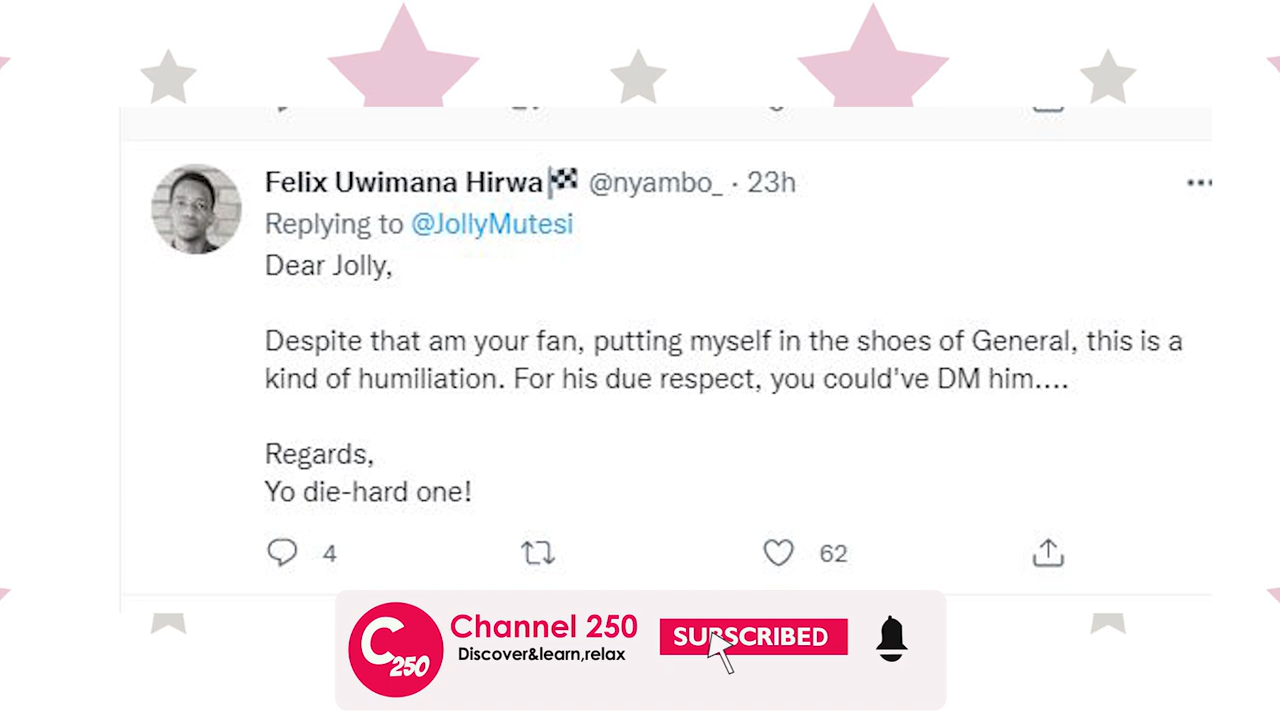 Felix Uwimana Hirwa @nyambo_ · 23h
Replying to @JollyMutesi
Dear Jolly,
Despite that am your fan, putting myself in the shoes of General, this is a
kind of humiliation. For his due respect, you could've DM him....
Regards,
Yo die-hard one!
4 62
C250
Channel 250
Discover&learn,relax
SUBSCRIBED